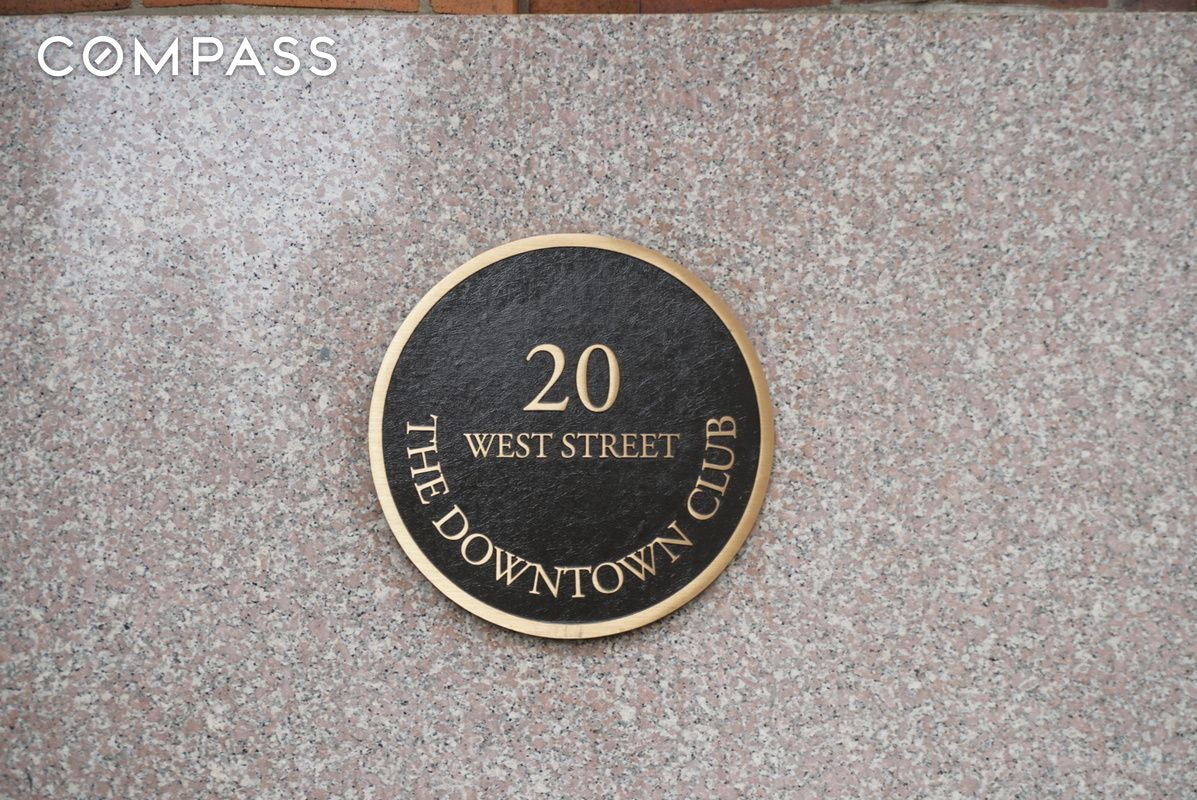 COMPASS
20
WEST STREET
THE DOWNTOWN CLUB